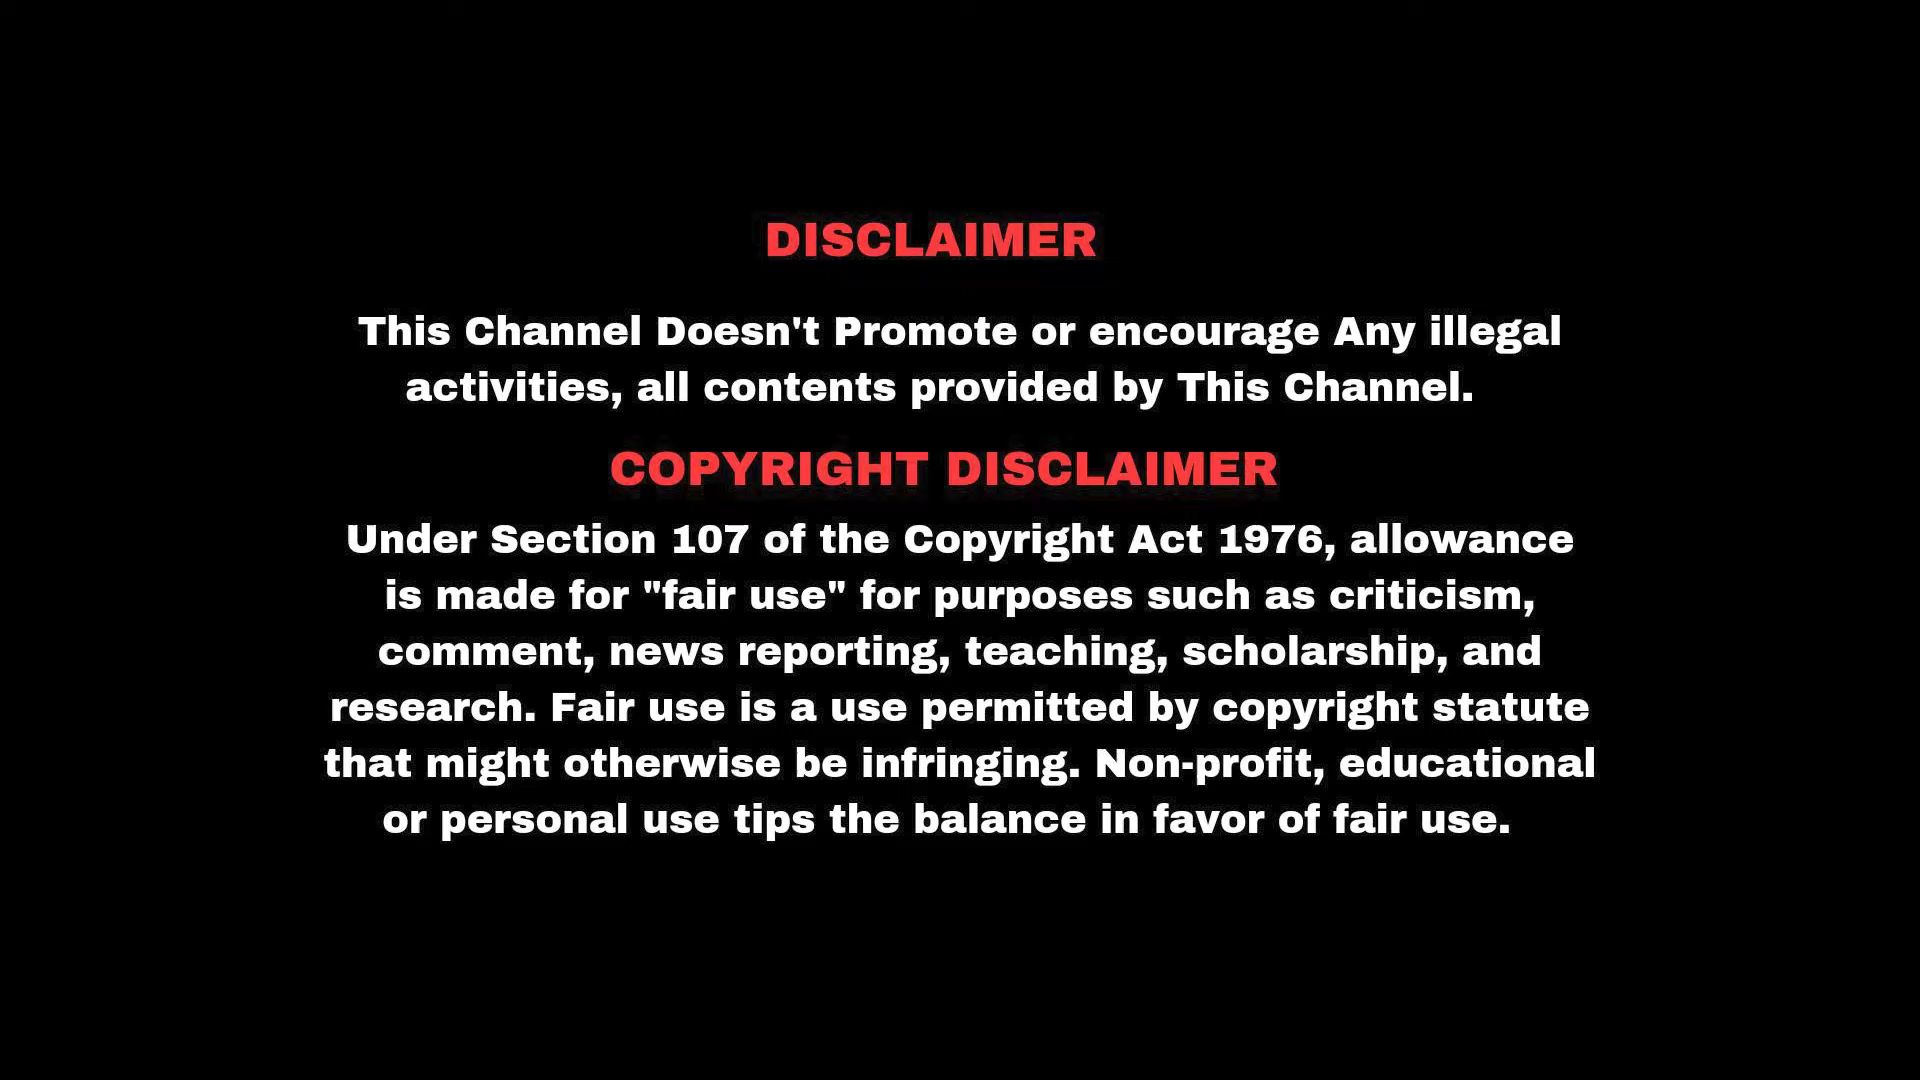 DISCLAIMER
This Channel Doesn't Promote or encourage Any illegal
activities, all contents provided by This Channel.
COPYRIGHT DISCLAIMER
Under Section 107 of the Copyright Act 1976, allowance
is made for "fair use" for purposes such as criticism,
comment, news reporting, teaching, scholarship, and
research. Fair use is a use permitted by copyright statute
that might otherwise be infringing. Non-profit, educational
or personal use tips the balance in favor of fair use.